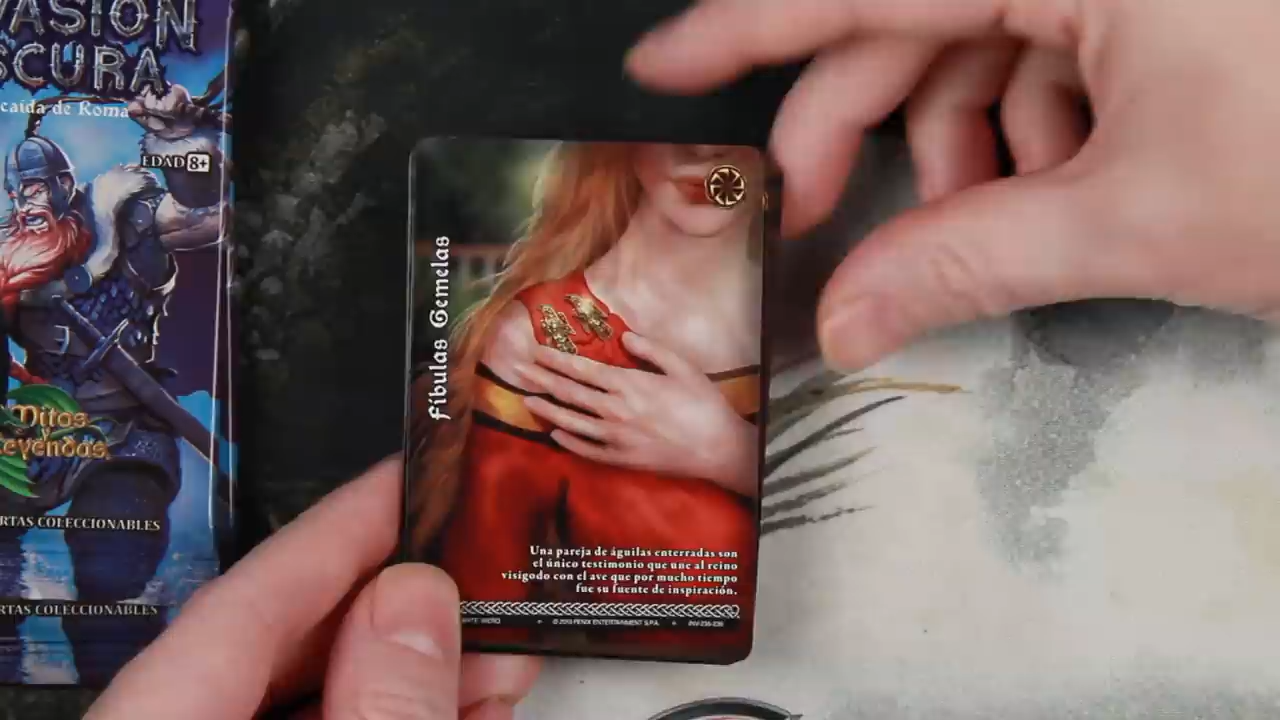 VASIÓN
SCURA
caída de Roma
EDAD 8+
Mitos
y
Leyendas
RTAS COLECCIONABLES
RTAS COLECCIONABLES
Fíbulas Gemelas
Una pareja de águilas enterradas son
el único testimonio que une al reino
visigodo con el ave que por mucho tiempo
fue su fuente de inspiración.
© 2019 FENIX ENTERTAINMENT S.P.A.